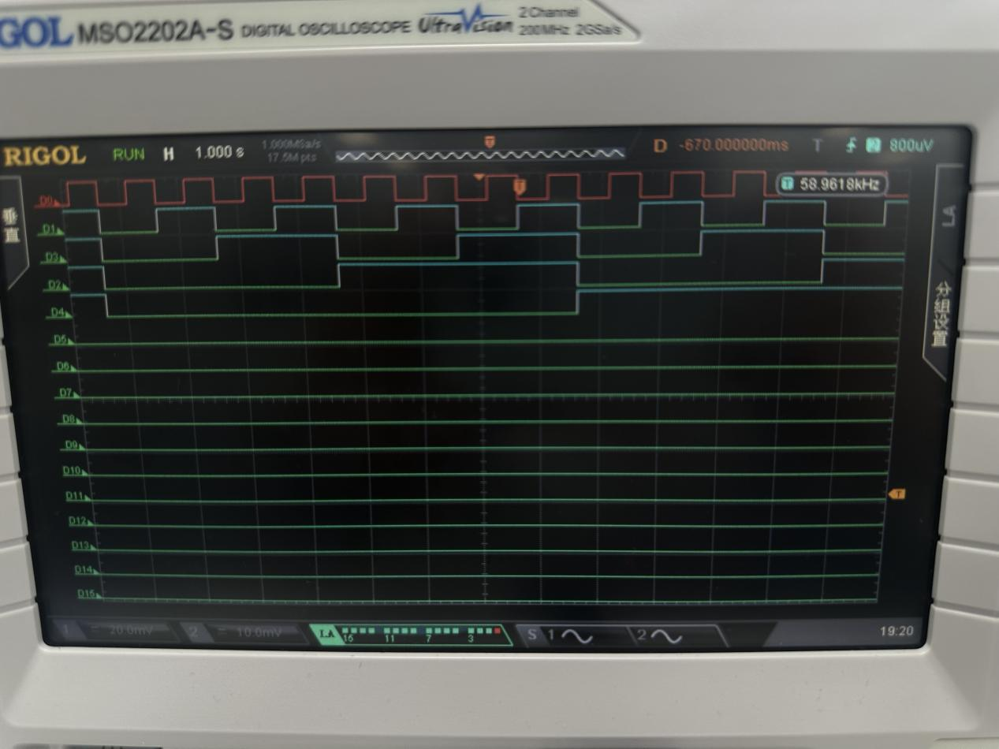 GOL MSO2202A-S DIGITAL OSCILLOSCOPE UltraVision 2 Channel
200MHz 2GSa/s
RIGOL RUN H 1.000 s 1.000MSa/s
17.5M pts
D -670.000000ms T 2 800uV
T 58.9618kHz
垂直
LA
分组设置
D0
D1
D3
D2
D4
D5
D6
D7
D8
D9
D10
D11
T
D12
D13
D14
D15
1 = 20.0mV 2 = 10.0mV LA 15 11 7 3 S 1 2 19:20